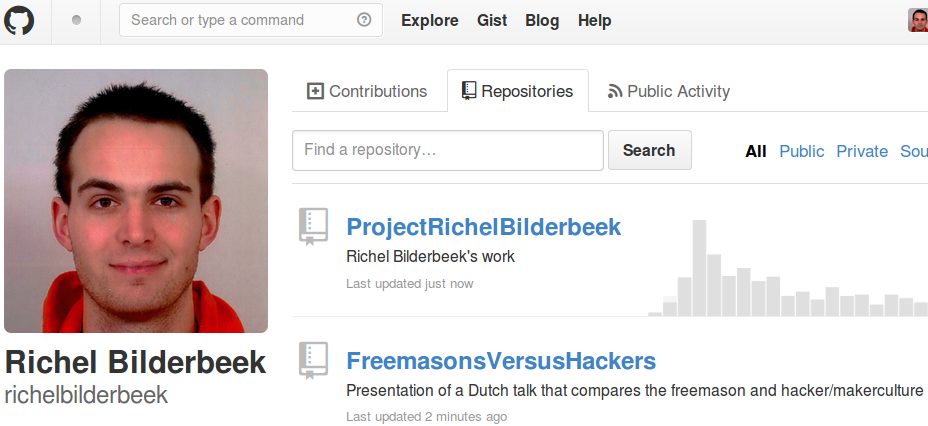 Search or type a command
Explore Gist Blog Help
Contributions
Repositories
Public Activity
Find a repository…
Search
All Public Private Sou
ProjectRichelBilderbeek
Richel Bilderbeek's work
Last updated just now
FreemasonsVersusHackers
Presentation of a Dutch talk that compares the freemason and hacker/makerculture
Last updated 2 minutes ago
Richel Bilderbeek
richelbilderbeek